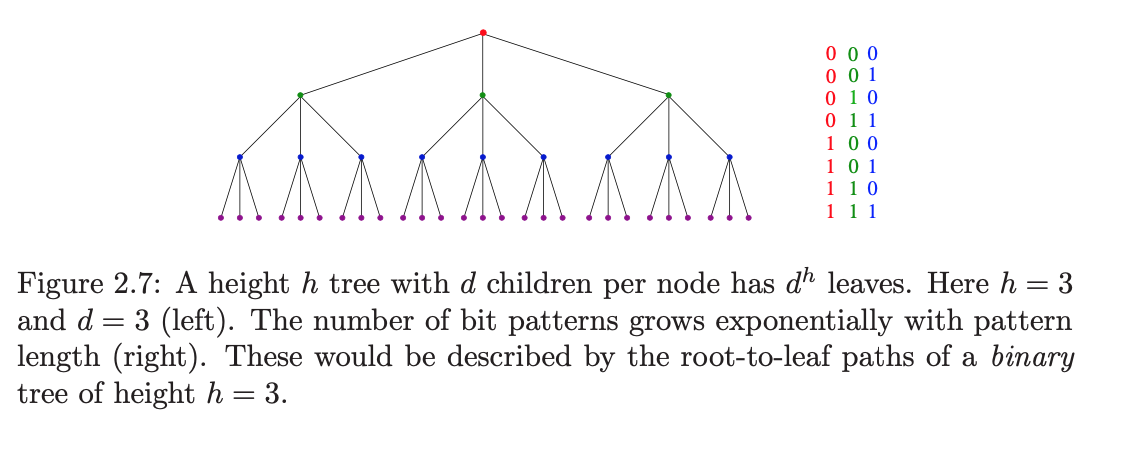 0 0 0
0 0 1
0 1 0
0 1 1
1 0 0
1 0 1
1 1 0
1 1 1
Figure 2.7: A height h tree with d children per node has dʰ leaves. Here h = 3
and d = 3 (left). The number of bit patterns grows exponentially with pattern
length (right). These would be described by the root-to-leaf paths of a binary
tree of height h = 3.